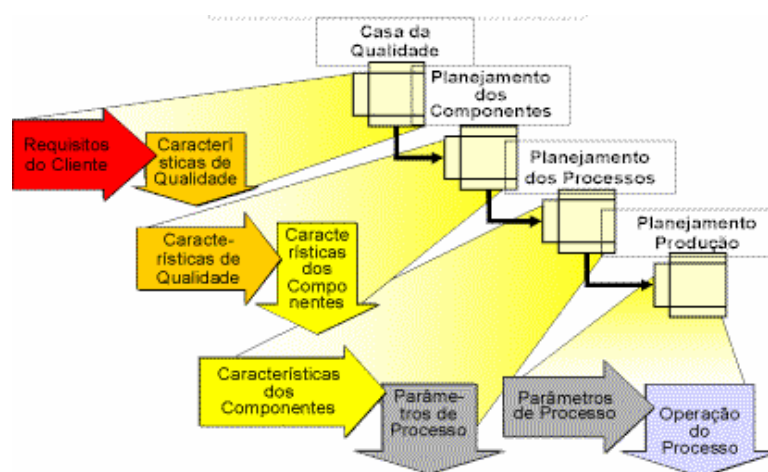 Casa da
Qualidade
Planejamento
dos
Componentes
Requisitos
do Cliente
Caracterí
sticas de
Qualidade
Planejamento
dos Processos
Caracte-
rísticas de
Qualidade
Caracte
rísticas
dos
Compo
nentes
Planejamento
Produção
Características
dos
Componentes
Parâme-
tros de
Processo
Parâmetros
de Processo
Operação
do
Processo